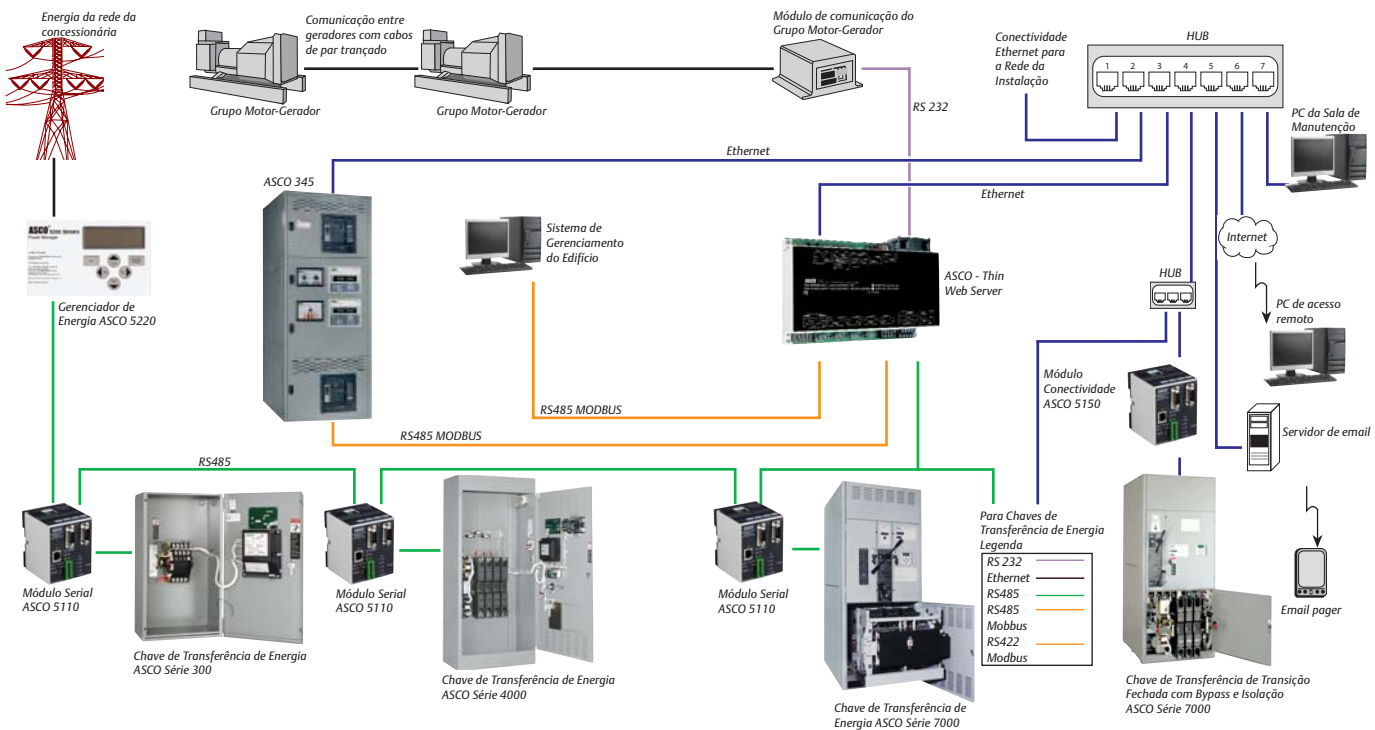 Energia da rede da
concessionária
Comunicação entre
geradores com cabos
de par trançado
Grupo Motor-Gerador
Grupo Motor-Gerador
Módulo de comunicação do
Grupo Motor-Gerador
RS 232
Conectividade
Ethernet para
a Rede da
Instalação
HUB
1 2 3 4 5 6 7
PC da Sala de
Manutenção
Ethernet
Ethernet
ASCO 345
ASCO 5200 Series
Power Manager
Gerenciador de
Energia ASCO 5220
Sistema de
Gerenciamento
do Edifício
ASCO
ASCO - Thin
Web Server
Internet
HUB
PC de acesso
remoto
Módulo
Conectividade
ASCO 5150
Servidor de email
RS485 MODBUS
RS485 MODBUS
RS485
Módulo Serial
ASCO 5110
Chave de Transferência de Energia
ASCO Série 300
Módulo Serial
ASCO 5110
Chave de Transferência de Energia
ASCO Série 4000
Módulo Serial
ASCO 5110
Chave de Transferência de
Energia ASCO Série 7000
Para Chaves de
Transferência de Energia
Legenda
RS 232
Ethernet
RS485
RS485
Mobbus
RS422
Modbus
Chave de Transferência de Transição
Fechada com Bypass e Isolação
ASCO Série 7000
Email pager